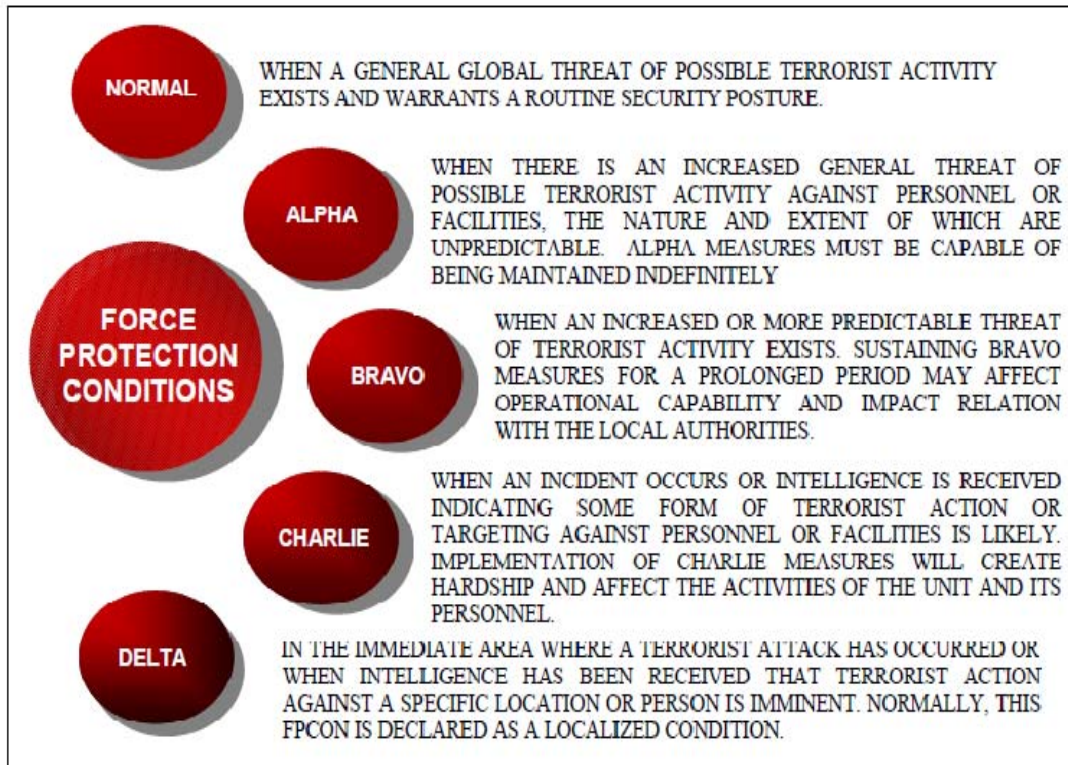 NORMAL
WHEN A GENERAL GLOBAL THREAT OF POSSIBLE TERRORIST ACTIVITY
EXISTS AND WARRANTS A ROUTINE SECURITY POSTURE.
ALPHA
WHEN THERE IS AN INCREASED GENERAL THREAT OF
POSSIBLE TERRORIST ACTIVITY AGAINST PERSONNEL OR
FACILITIES, THE NATURE AND EXTENT OF WHICH ARE
UNPREDICTABLE. ALPHA MEASURES MUST BE CAPABLE OF
BEING MAINTAINED INDEFINITELY
FORCE
PROTECTION
CONDITIONS
BRAVO
WHEN AN INCREASED OR MORE PREDICTABLE THREAT
OF TERRORIST ACTIVITY EXISTS. SUSTAINING BRAVO
MEASURES FOR A PROLONGED PERIOD MAY AFFECT
OPERATIONAL CAPABILITY AND IMPACT RELATION
WITH THE LOCAL AUTHORITIES.
CHARLIE
WHEN AN INCIDENT OCCURS OR INTELLIGENCE IS RECEIVED
INDICATING SOME FORM OF TERRORIST ACTION OR
TARGETING AGAINST PERSONNEL OR FACILITIES IS LIKELY.
IMPLEMENTATION OF CHARLIE MEASURES WILL CREATE
HARDSHIP AND AFFECT THE ACTIVITIES OF THE UNIT AND ITS
PERSONNEL.
DELTA
IN THE IMMEDIATE AREA WHERE A TERRORIST ATTACK HAS OCCURRED OR
WHEN INTELLIGENCE HAS BEEN RECEIVED THAT TERRORIST ACTION
AGAINST A SPECIFIC LOCATION OR PERSON IS IMMINENT. NORMALLY, THIS
FPCON IS DECLARED AS A LOCALIZED CONDITION.